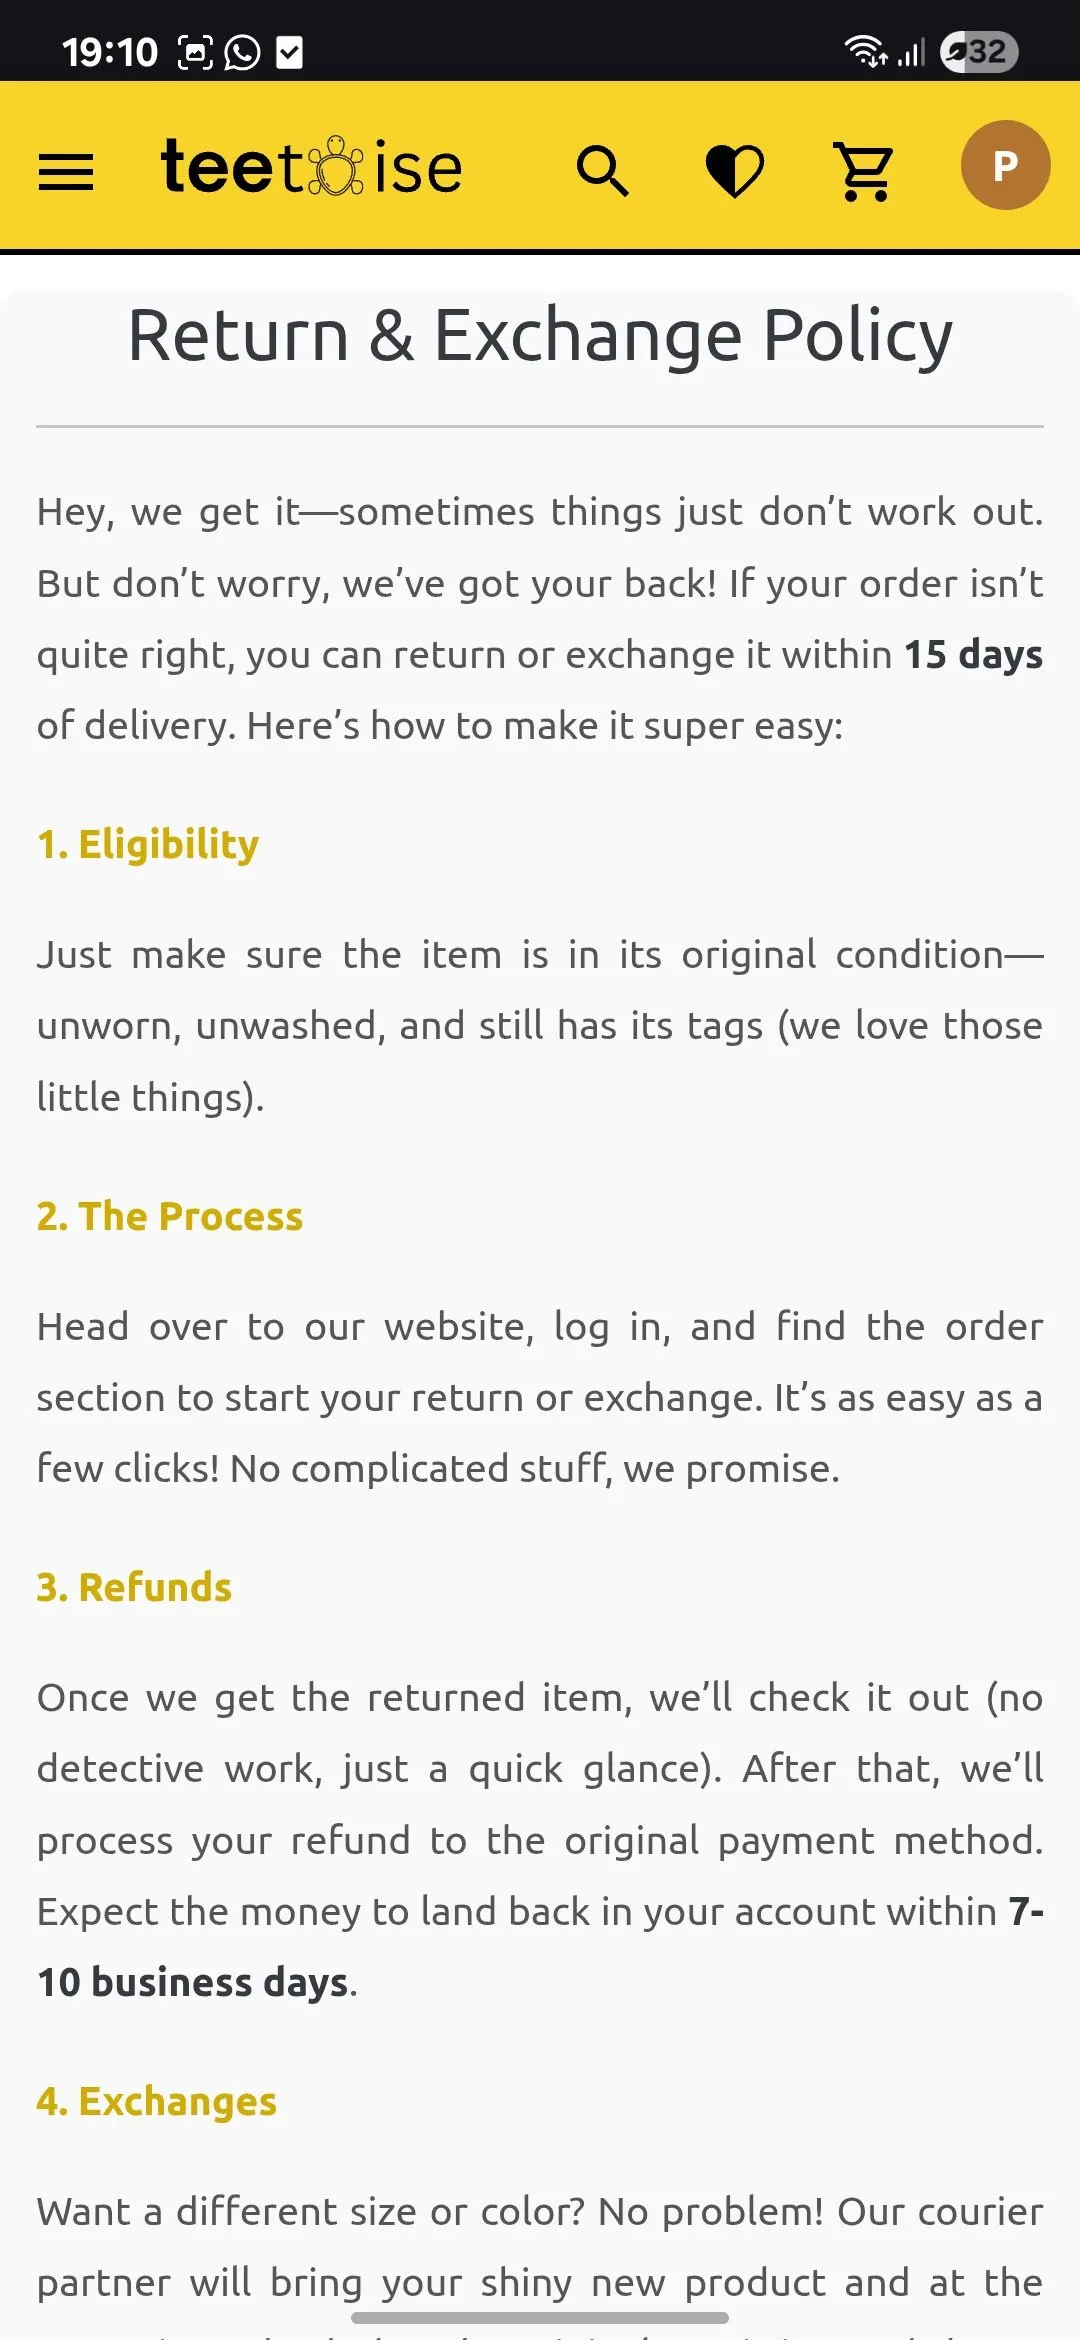 19:10
32
teetoise
P
Return & Exchange Policy
Hey, we get it—sometimes things just don’t work out.
But don’t worry, we’ve got your back! If your order isn’t
quite right, you can return or exchange it within 15 days
of delivery. Here’s how to make it super easy:
1. Eligibility
Just make sure the item is in its original condition—
unworn, unwashed, and still has its tags (we love those
little things).
2. The Process
Head over to our website, log in, and find the order
section to start your return or exchange. It’s as easy as a
few clicks! No complicated stuff, we promise.
3. Refunds
Once we get the returned item, we’ll check it out (no
detective work, just a quick glance). After that, we’ll
process your refund to the original payment method.
Expect the money to land back in your account within 7-
10 business days.
4. Exchanges
Want a different size or color? No problem! Our courier
partner will bring your shiny new product and at the